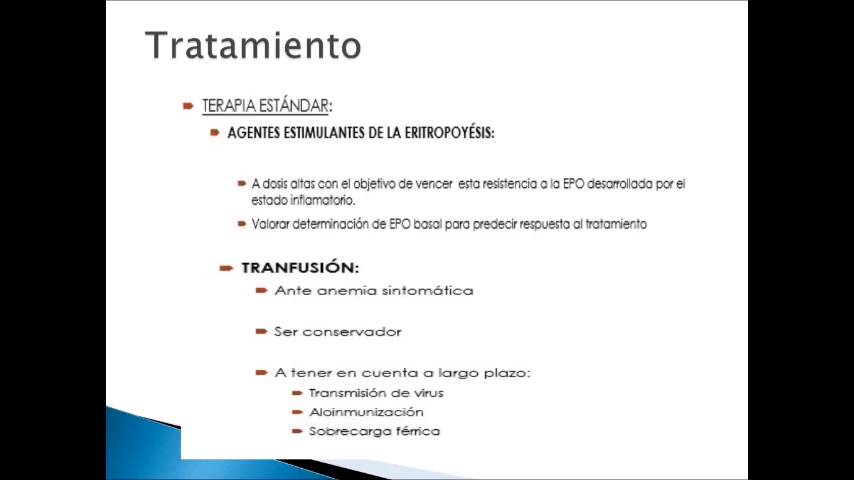 Tratamiento
TERAPIA ESTÁNDAR:
AGENTES ESTIMULANTES DE LA ERITROPOYÉSIS:
A dosis altas con el objetivo de vencer esta resistencia a la EPO desarrollada por el
estado inflamatorio.
Valorar determinación de EPO basal para predecir respuesta al tratamiento
TRANFUSIÓN:
Ante anemia sintomática
Ser conservador
A tener en cuenta a largo plazo:
Transmisión de virus
Aloinmunización
Sobrecarga férrica